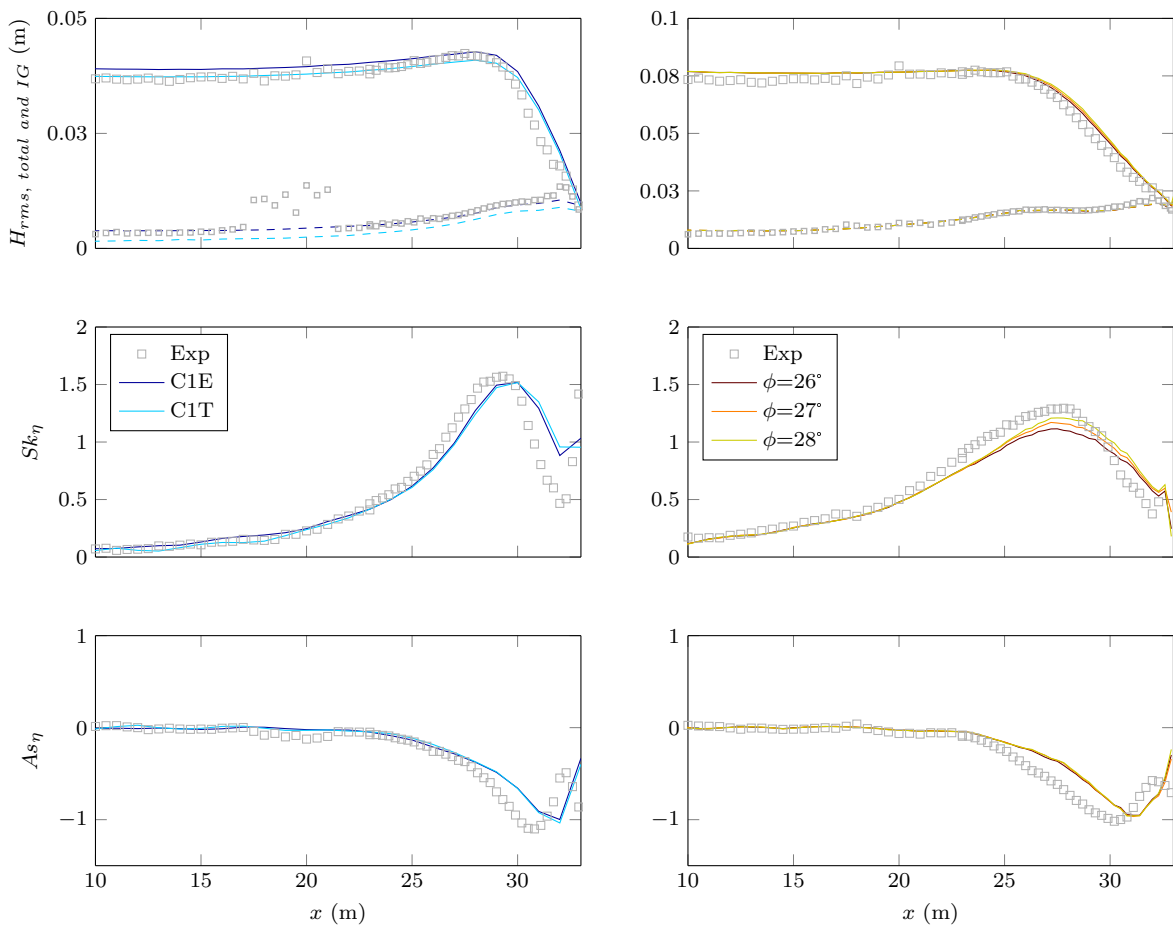 H_{rms, total and IG} (m)
0.05
0.03
0
0.1
0.08
0.05
0.03
0
Sk_η
2
1.5
1
0.5
0
Exp
C1E
C1T
2
1.5
1
0.5
0
Exp
ϕ=26°
ϕ=27°
ϕ=28°
As_η
1
0
−1
10 15 20 25 30
x (m)
1
0
−1
10 15 20 25 30
x (m)